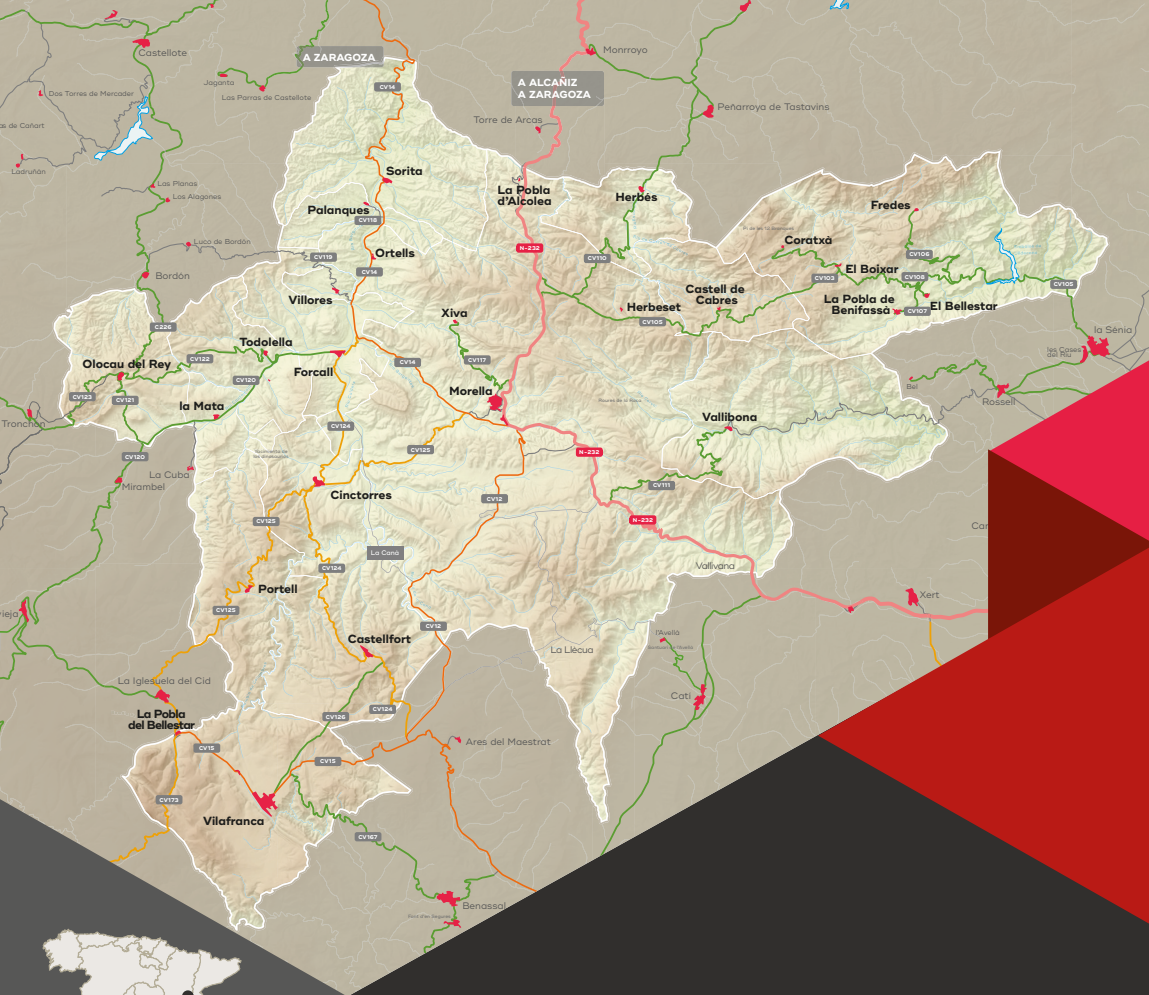 Castellote
A ZARAGOZA
Monrroyo
Jaganta
CV14
A ALCAÑIZ
A ZARAGOZA
Dos Torres de Mercader
Las Parras de Castellote
Peñarroya de Tastavins
Torre de Arcas
as de Cañart
Ladruñán
Sorita
Las Planas
Los Alagones
La Pobla
d'Alcolea
Herbés
Palanques
CV118
Fredes
Luco de Bordón
Ortells
N-232
Coratxà
CV119
CV14
CV110
CV106
Bordón
El Boixar
CV103
CV108
CV105
Villores
Castell de
Cabres
La Pobla de
Benifassà
CV107
El Bellestar
Herbeset
CV105
Xiva
C226
la Sénia
Todolella
les Cases
del Riu
Olocau del Rey
CV122
Forcall
CV14
CV117
CV120
Bel
CV123
CV121
Morella
Rossell
la Mata
Vallibona
Tronchón
CV124
CV125
N-232
CV120
La Cuba
Mirambel
CV111
Cinctorres
CV12
CV125
N-232
La Canà
CV124
Vallivana
Portell
Xert
CV125
ieja
CV12
Castellfort
l'Avellà
La Llècua
La Iglesuela del Cid
Catí
CV124
La Pobla
del Bellestar
CV126
CV15
Ares del Maestrat
CV15
CV173
Vilafranca
CV167
Benassal